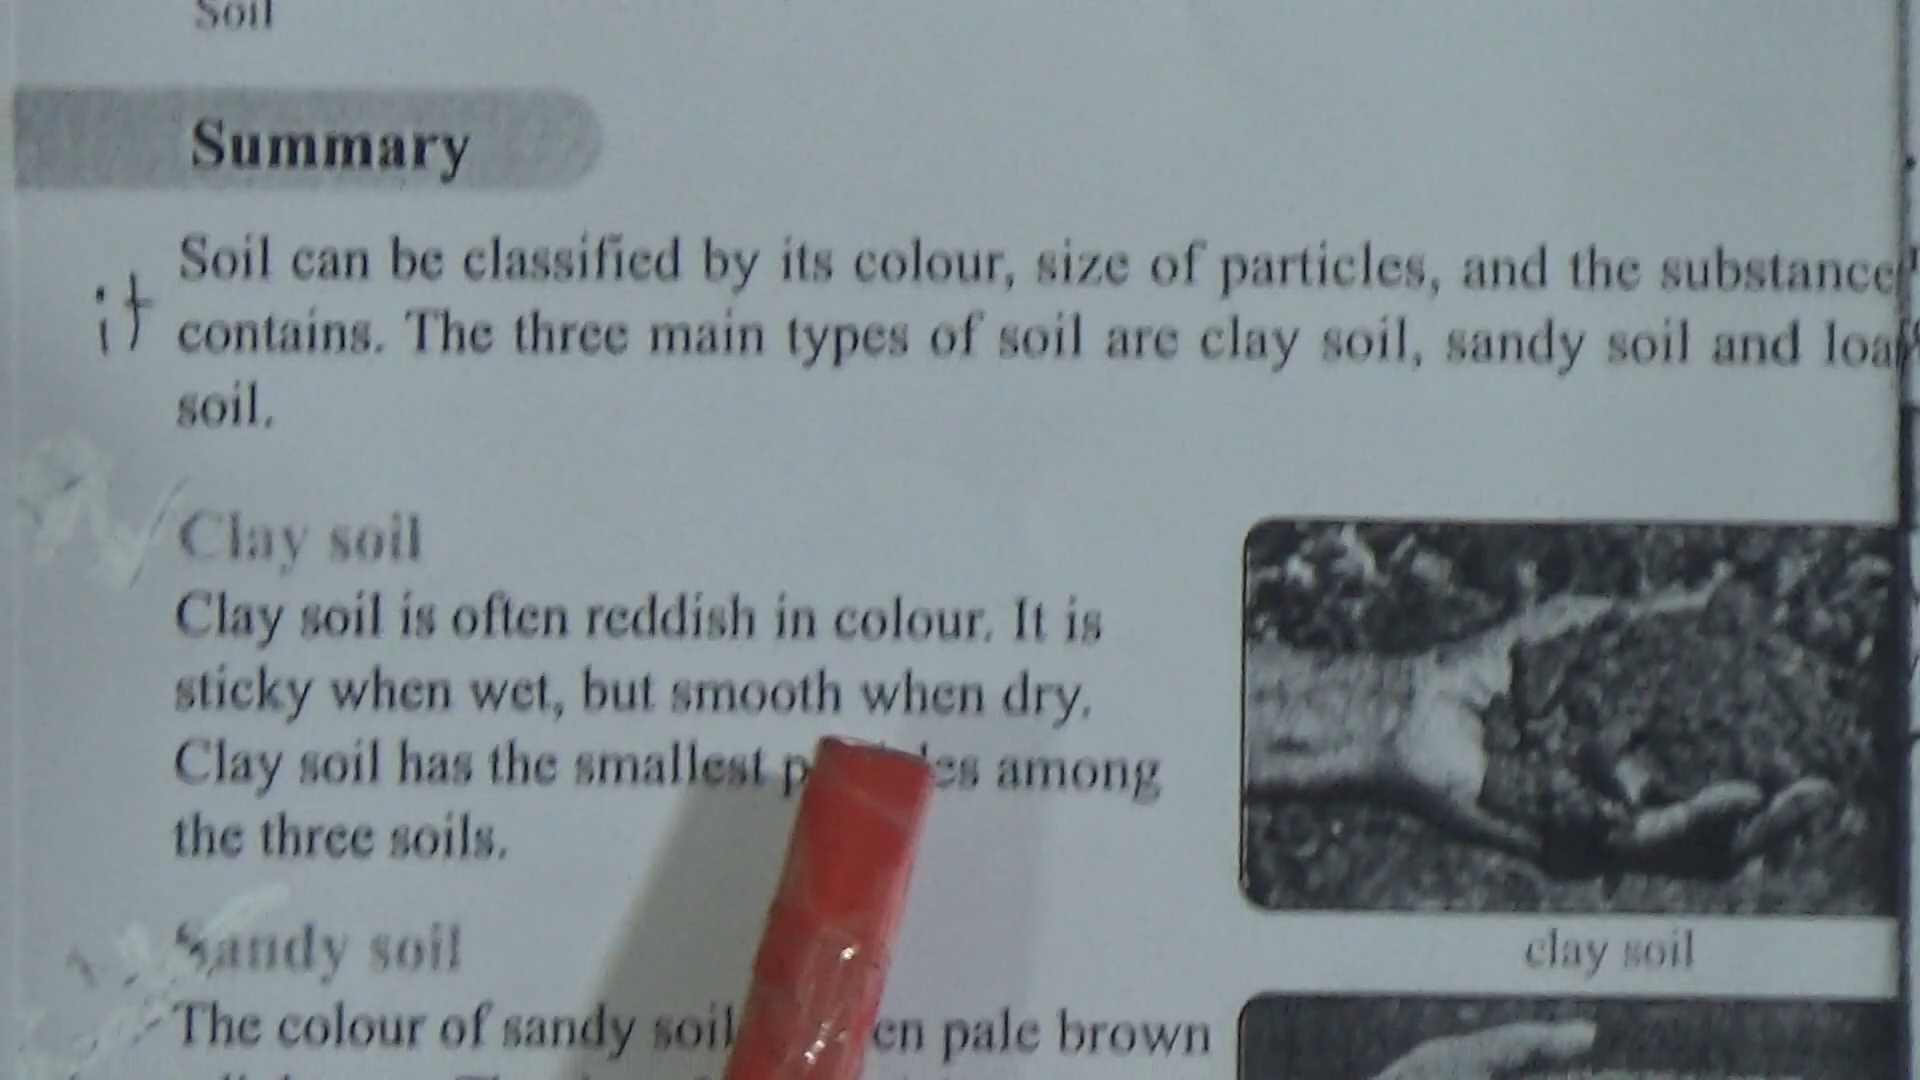 Soil
Summary
Soil can be classified by its colour, size of particles, and the substance
it contains. The three main types of soil are clay soil, sandy soil and
soil.
Clay soil
Clay soil is often reddish in colour. It is
sticky when wet, but smooth when dry.
Clay soil has the smallest among
the three soils.
clay soil
Sandy soil
The colour of sandy soil pale brown